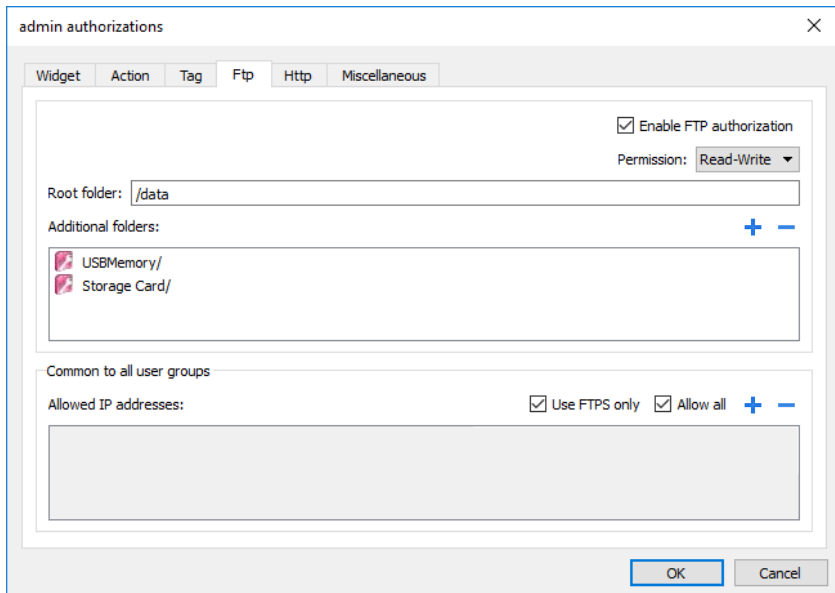 admin authorizations
Widget Action Tag Ftp Http Miscellaneous
Enable FTP authorization
Permission: Read-Write
Root folder: /data
Additional folders:
USBMemory/
Storage Card/
Common to all user groups
Allowed IP addresses: Use FTPS only Allow all
OK Cancel